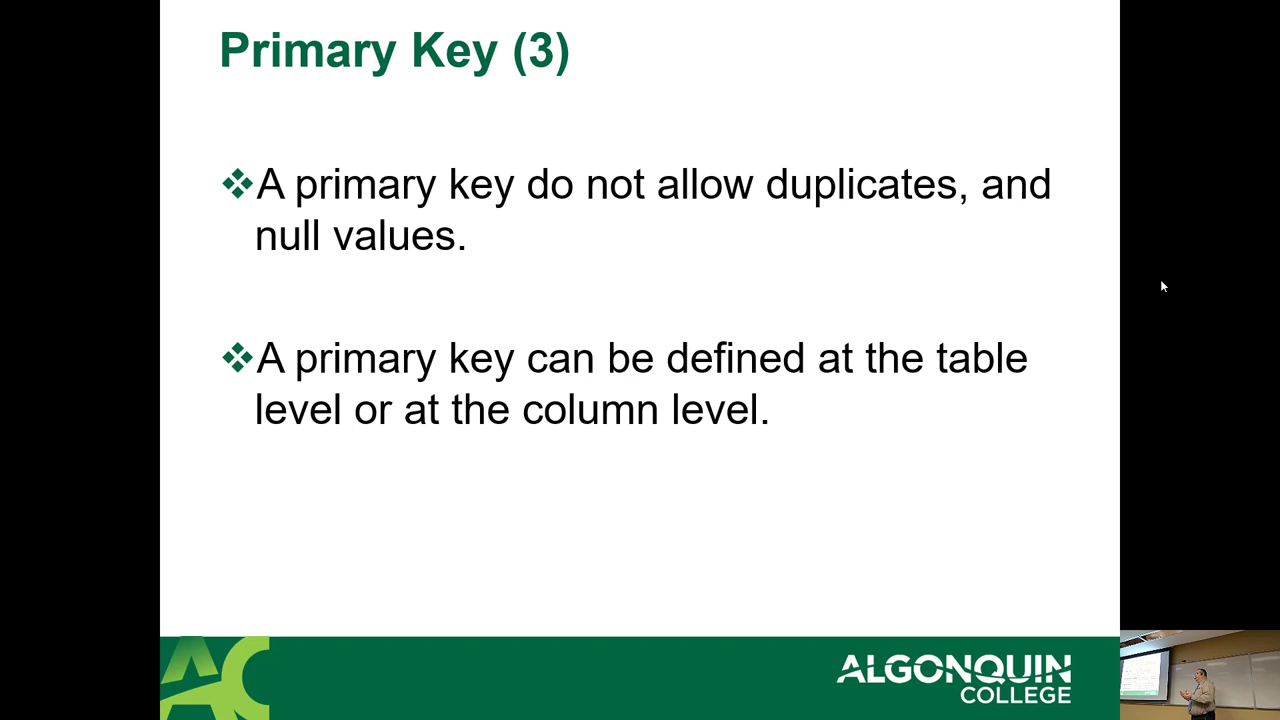 Primary Key (3)
❖A primary key do not allow duplicates, and
null values.
❖A primary key can be defined at the table
level or at the column level.
AC
ALGONQUIN
COLLEGE